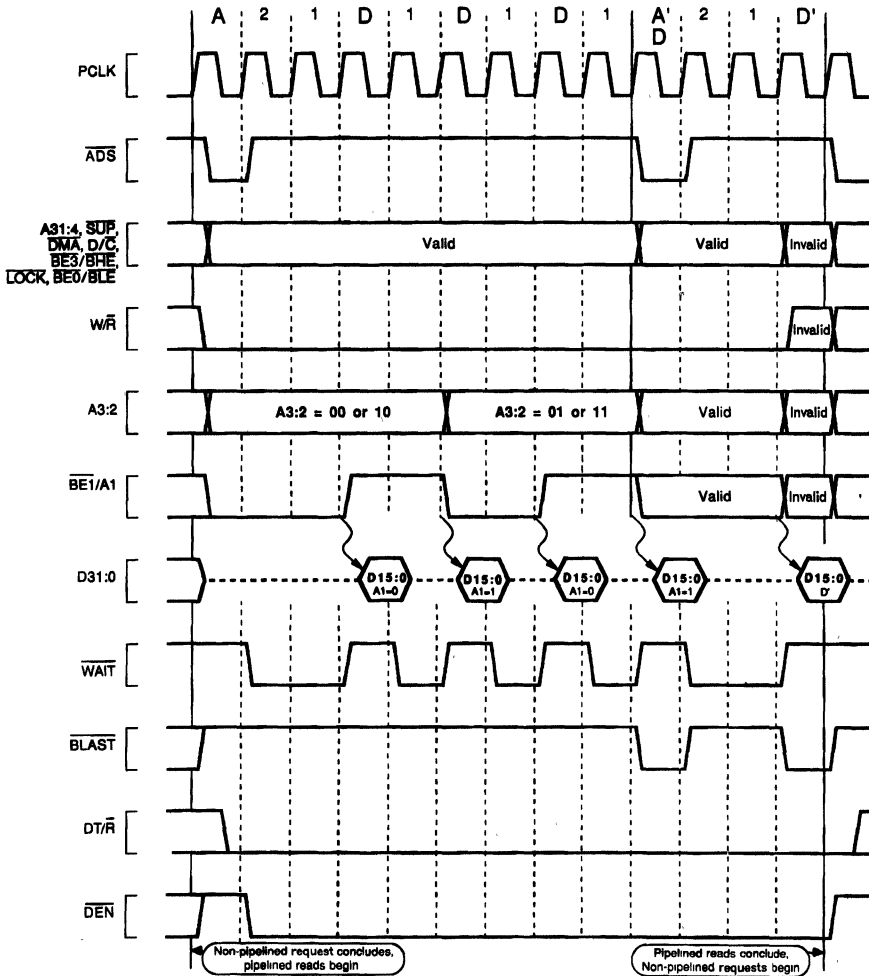 A 2 1 D 1 D 1 D 1 A' 2 1 D'
D
PCLK
ADS
A31:4, SUP,
DMA, D/C,
BE3/BHE,
LOCK, BE0/BLE
Valid Valid Invalid
W/R
Invalid
A3:2
A3:2 = 00 or 10 A3:2 = 01 or 11 Valid Invalid
BE1/A1
Valid Invalid
D31:0
D15:0 D15:0 D15:0 D15:0 D15:0
A1=0 A1=1 A1=0 A1=1 D'
WAIT
BLAST
DT/R
DEN
Non-pipelined request concludes, Pipelined reads conclude,
pipelined reads begin Non-pipelined requests begin